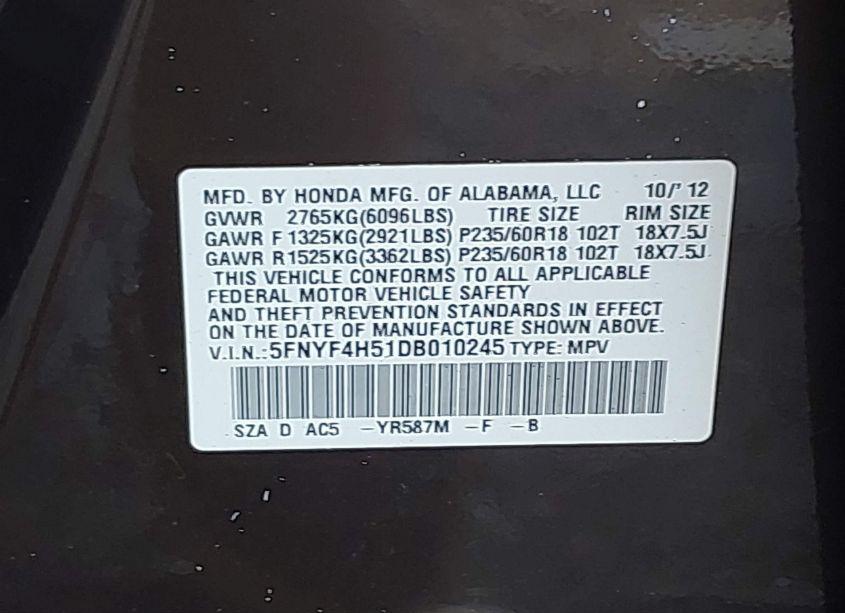 MFD. BY HONDA MFG. OF ALABAMA, LLC 10/'12
GVWR 2765KG(6096LBS) TIRE SIZE RIM SIZE
GAWR F 1325KG(2921LBS) P235/60R18 102T 18X7.5J
GAWR R 1525KG(3362LBS) P235/60R18 102T 18X7.5J
THIS VEHICLE CONFORMS TO ALL APPLICABLE
FEDERAL MOTOR VEHICLE SAFETY
AND THEFT PREVENTION STANDARDS IN EFFECT
ON THE DATE OF MANUFACTURE SHOWN ABOVE.
V.I.N.:5FNYF4H51DB010245 TYPE: MPV
SZA D AC5 -YR587M -F -B